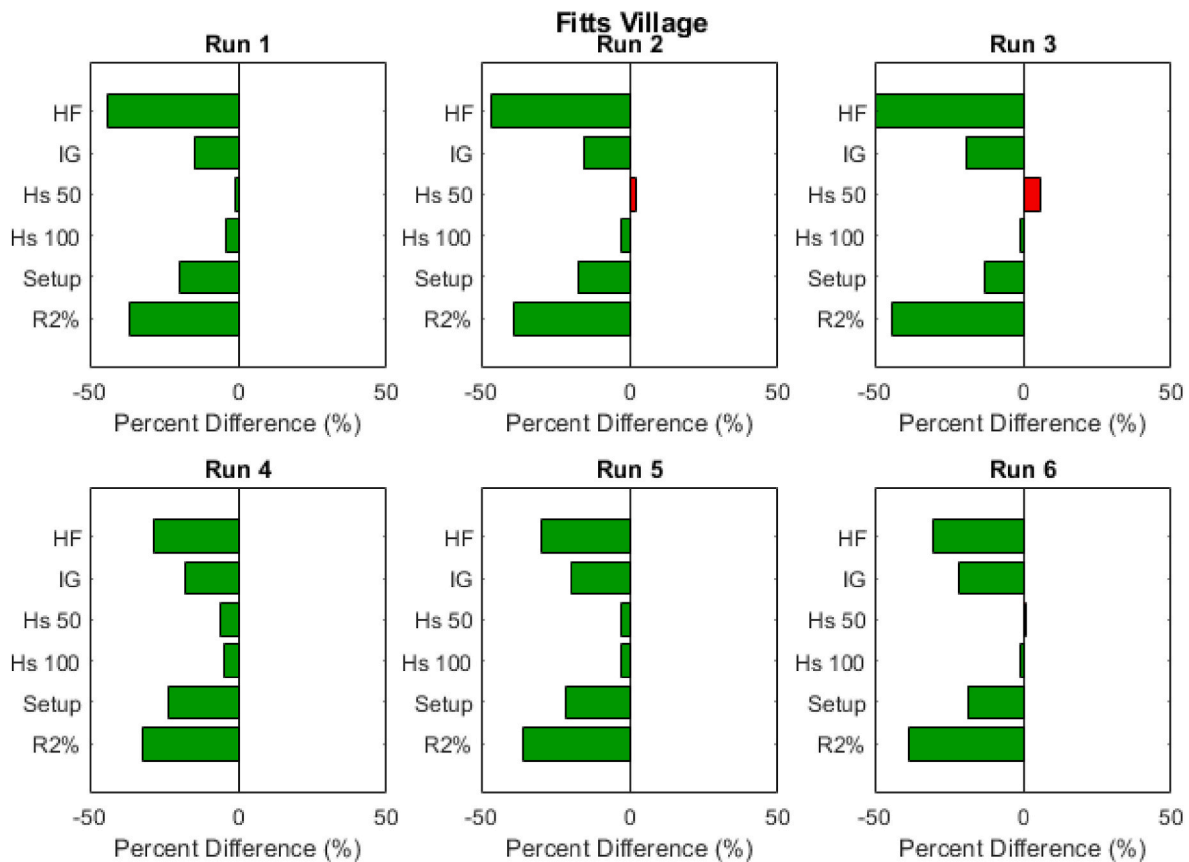 Fitts Village
Run 1
Run 2
Run 3
HF
IG
Hs 50
Hs 100
Setup
R2%
-50
0
50
Percent Difference (%)
HF
IG
Hs 50
Hs 100
Setup
R2%
-50
0
50
Percent Difference (%)
HF
IG
Hs 50
Hs 100
Setup
R2%
-50
0
50
Percent Difference (%)
Run 4
Run 5
Run 6
HF
IG
Hs 50
Hs 100
Setup
R2%
-50
0
50
Percent Difference (%)
HF
IG
Hs 50
Hs 100
Setup
R2%
-50
0
50
Percent Difference (%)
HF
IG
Hs 50
Hs 100
Setup
R2%
-50
0
50
Percent Difference (%)